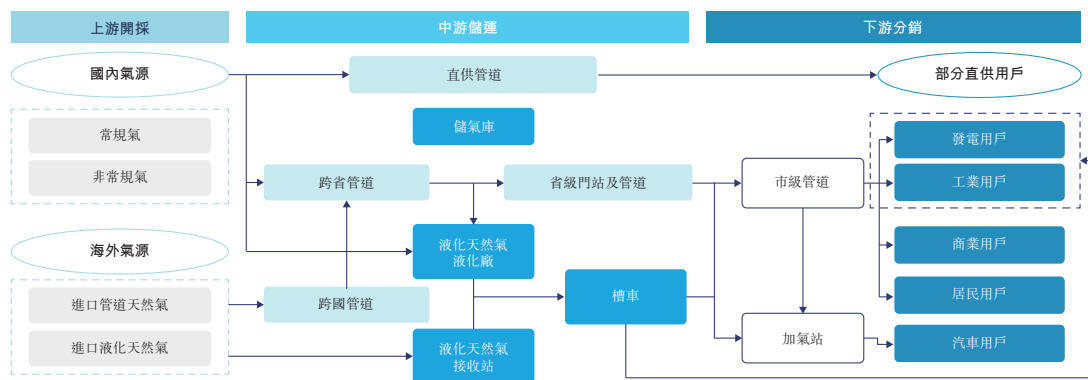 上游開採
中游儲運
下游分銷
國內氣源
直供管道
部分直供用戶
常規氣
儲氣庫
發電用戶
非常規氣
跨省管道
省級門站及管道
市級管道
工業用戶
海外氣源
液化天然氣
液化廠
商業用戶
進口管道天然氣
跨國管道
槽車
居民用戶
進口液化天然氣
液化天然氣
接收站
加氣站
汽車用戶